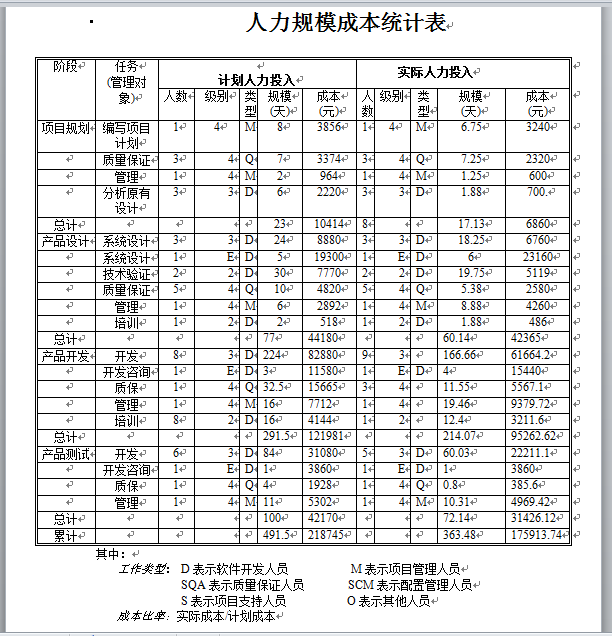 人力规模成本统计表
阶段 任务(管理对象) 计划人力投入 实际人力投入
人数 级别 类型 规模(天) 成本(元) 人数 级别 类型 规模(天) 成本(元)
项目规划 编写项目计划 1 4 M 8 3856 1 4 M 6.75 3240
质量保证 3 4 Q 7 3374 3 4 Q 7.25 2320
管理 1 4 M 2 964 1 4 M 1.25 600
分析原有设计 3 3 D 6 2220 3 3 D 1.88 700.
总计 23 10414 8 17.13 6860
产品设计 系统设计 3 3 D 24 8880 3 3 D 18.25 6760
系统设计 1 E D 5 19300 1 E D 6 23160
技术验证 2 2 D 30 7770 2 2 D 19.75 5119
质量保证 5 4 Q 10 4820 5 4 Q 5.38 2580
管理 1 4 M 6 2892 1 4 M 8.88 4260
培训 1 2 D 2 518 1 2 D 1.88 486
总计 77 44180 60.14 42365
产品开发 开发 8 3 D 224 82880 9 3 D 166.66 61664.2
开发咨询 1 E D 3 11580 1 E D 4 15440
质保 1 4 Q 32.5 15665 3 4 Q 11.55 5567.1
管理 1 4 M 16 7712 1 4 M 19.46 9379.72
培训 8 2 D 16 4144 1 2 D 12.4 3211.6
总计 291.5 121981 214.07 95262.62
产品测试 开发 6 3 D 84 31080 5 3 D 60.03 22211.1
开发咨询 1 E D 1 3860 1 E D 1 3860
质保 1 4 Q 4 1928 1 4 Q 0.8 385.6
管理 1 4 M 11 5302 1 4 M 10.31 4969.42
总计 100 42170 72.14 31426.12
累计 491.5 218745 363.48 175913.74
其中：
工作类型： D 表示软件开发人员 M 表示项目管理人员
SQA 表示质量保证人员 SCM 表示配置管理人员
S 表示项目支持人员 O 表示其他人员
成本比率：实际成本/计划成本